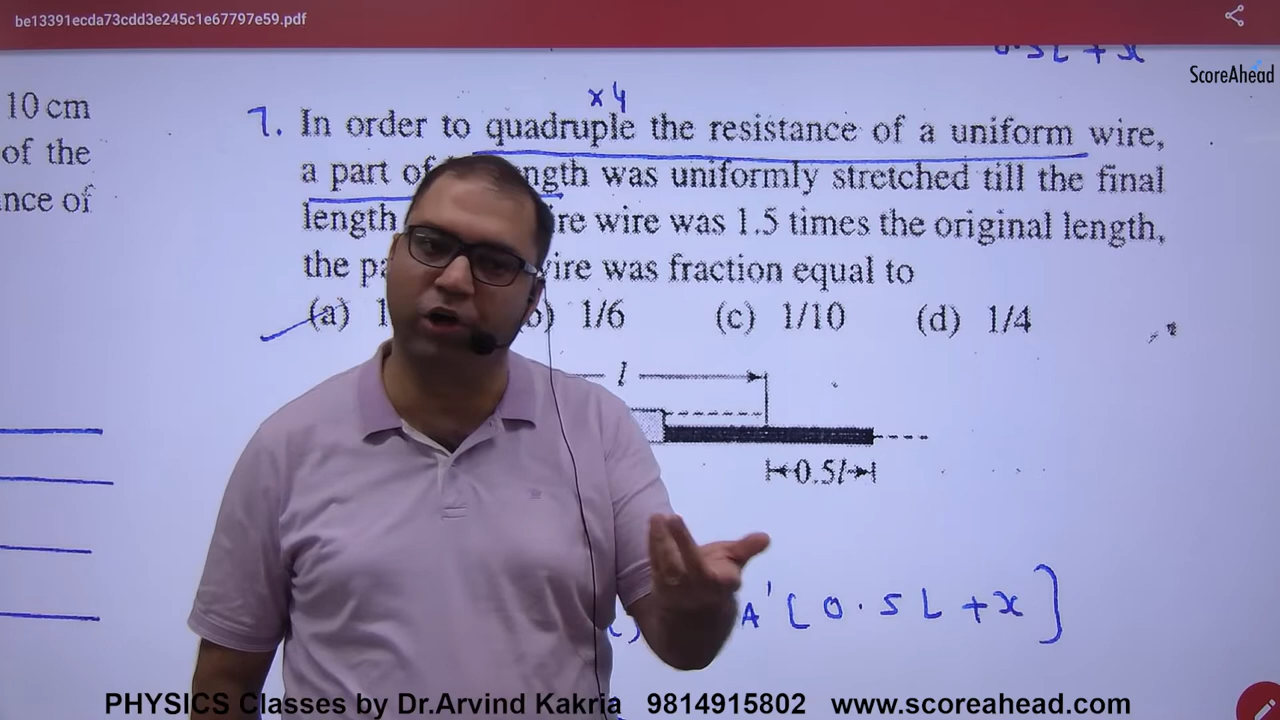 be13391ecda73cdd3e245c1e67797e59.pdf
0.5L + x
ScoreAhead
10 cm
of the
nce of
x4
7. In order to quadruple the resistance of a uniform wire,
a part of ngth was uniformly stretched till the final
length ire wire was 1.5 times the original length,
the pa wire was fraction equal to
(a) 1 (b) 1/6 (c) 1/10 (d) 1/4
l
0.5l
A' [ 0.5L + x ]
PHYSICS Classes by Dr.Arvind Kakria 9814915802 www.scoreahead.com